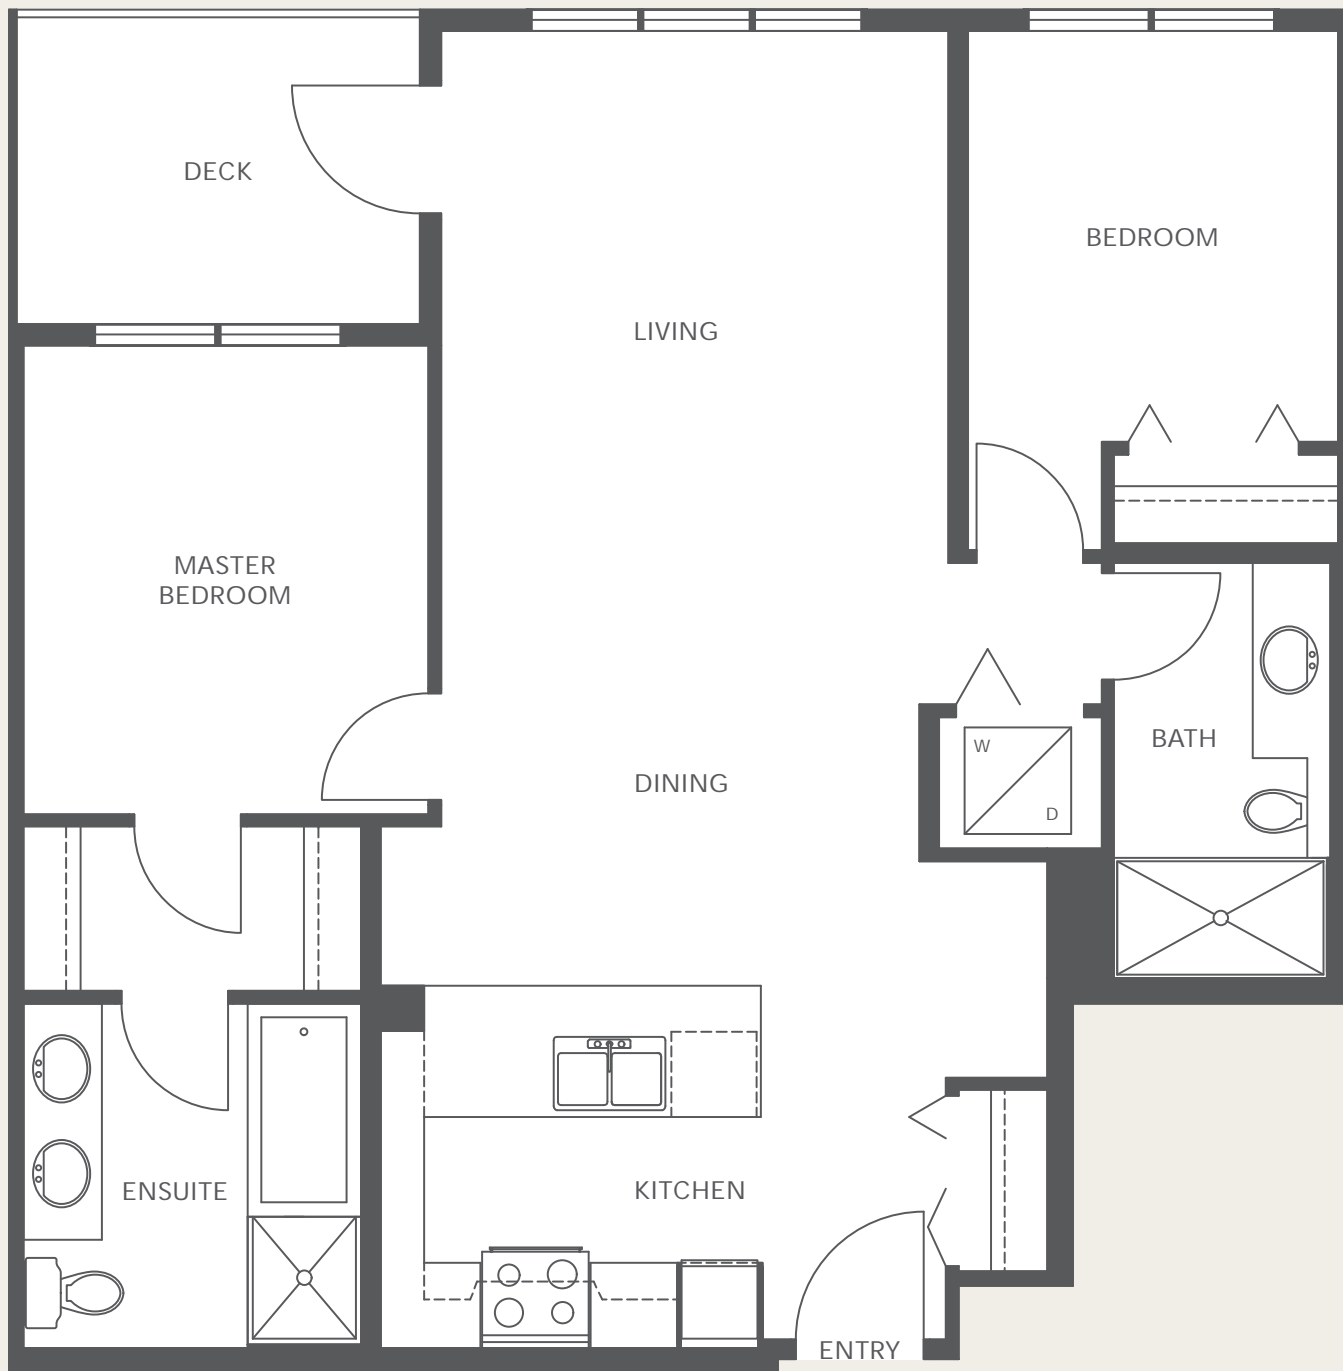 DECK
BEDROOM
LIVING
MASTER
BEDROOM
W
D
BATH
DINING
ENSUITE
KITCHEN
ENTRY